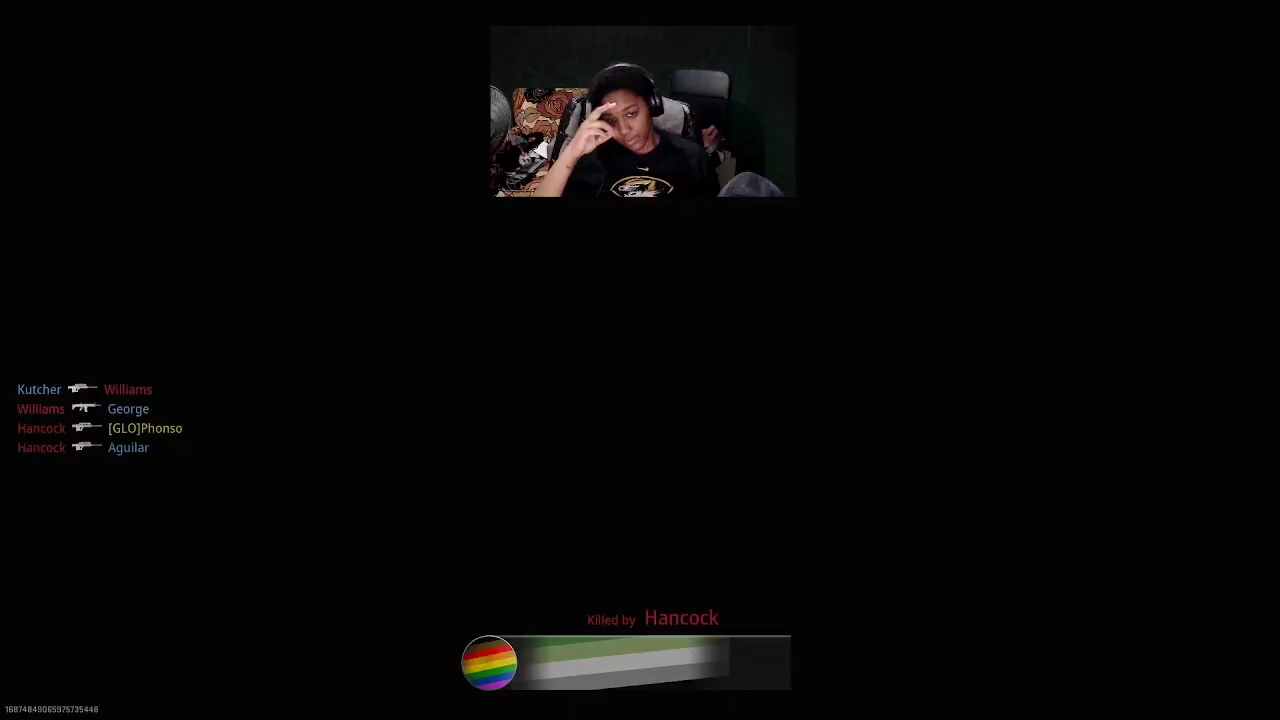 Kutcher Williams
Williams George
Hancock [GLO]Phonso
Hancock Aguilar
Killed by Hancock